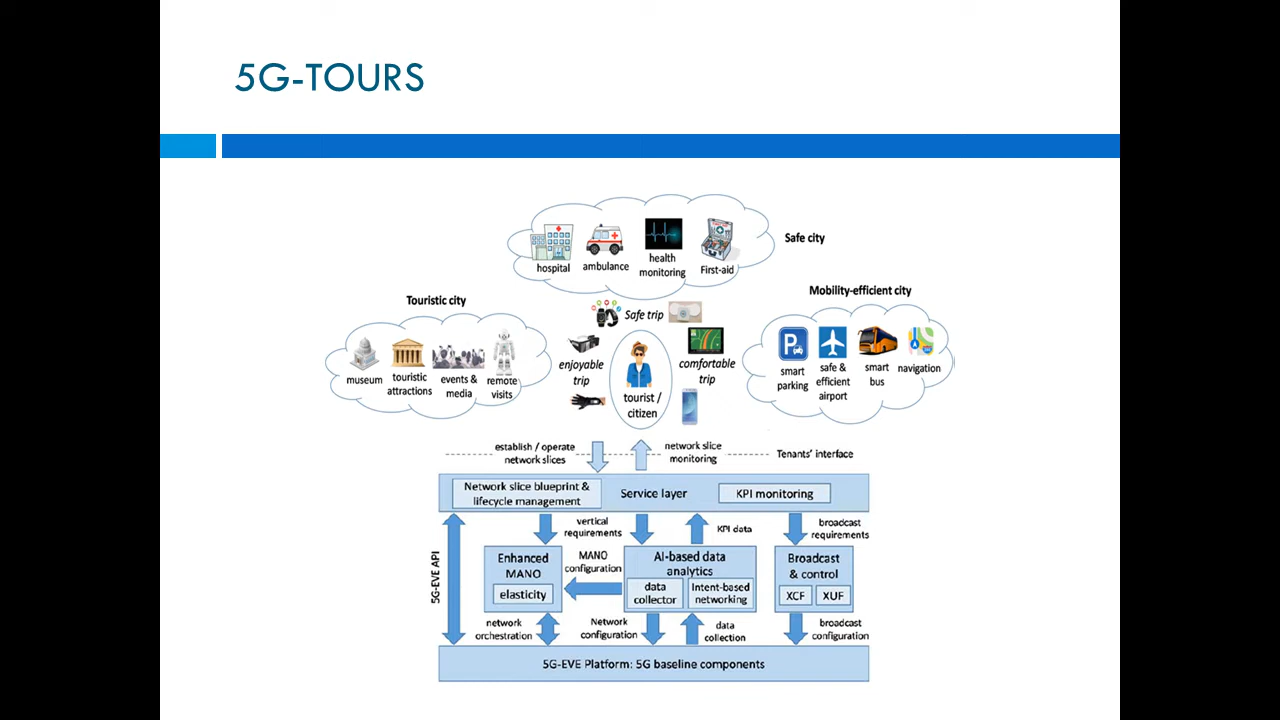 5G-TOURS
Safe city
hospital
ambulance
health
monitoring
First-aid
Touristic city
museum
touristic
attractions
events &
media
remote
visits
Safe trip
enjoyable
trip
comfortable
trip
tourist /
citizen
Mobility-efficient city
smart
parking
safe &
efficient
airport
smart
bus
navigation
establish / operate
network slices
network slice
monitoring
Tenants' interface
Network slice blueprint &
lifecycle management
Service layer
KPI monitoring
vertical
requirements
KPI data
broadcast
requirements
5G-EVE API
Enhanced
MANO
elasticity
MANO
configuration
AI-based data
analytics
data
collector
Intent-based
networking
Broadcast
& control
XCF
XUF
network
orchestration
Network
configuration
data
collection
broadcast
configuration
5G-EVE Platform: 5G baseline components